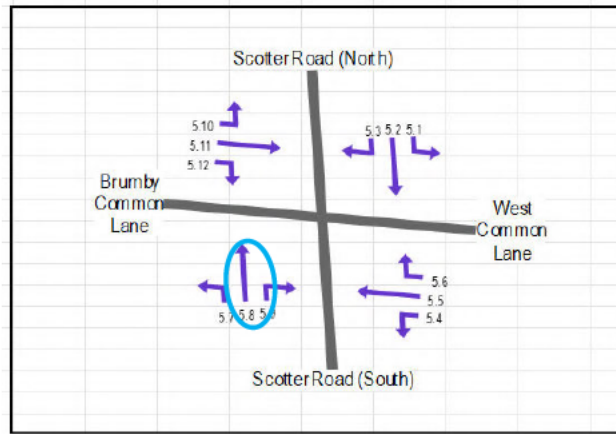 Scotter Road (North)
5.10
5.11
5.12
5.3 5.2 5.1
Brumby
Common
Lane
West
Common
Lane
5.7 5.8
5.6
5.5
5.4
Scotter Road (South)